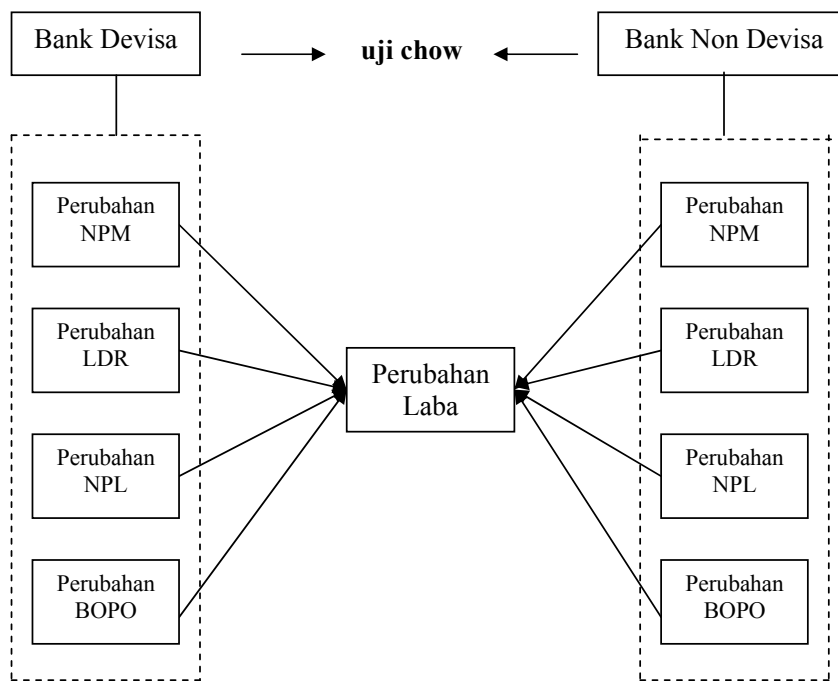 Bank Devisa
uji chow
Bank Non Devisa
Perubahan
NPM
Perubahan
LDR
Perubahan
NPL
Perubahan
BOPO
Perubahan
Laba
Perubahan
NPM
Perubahan
LDR
Perubahan
NPL
Perubahan
BOPO